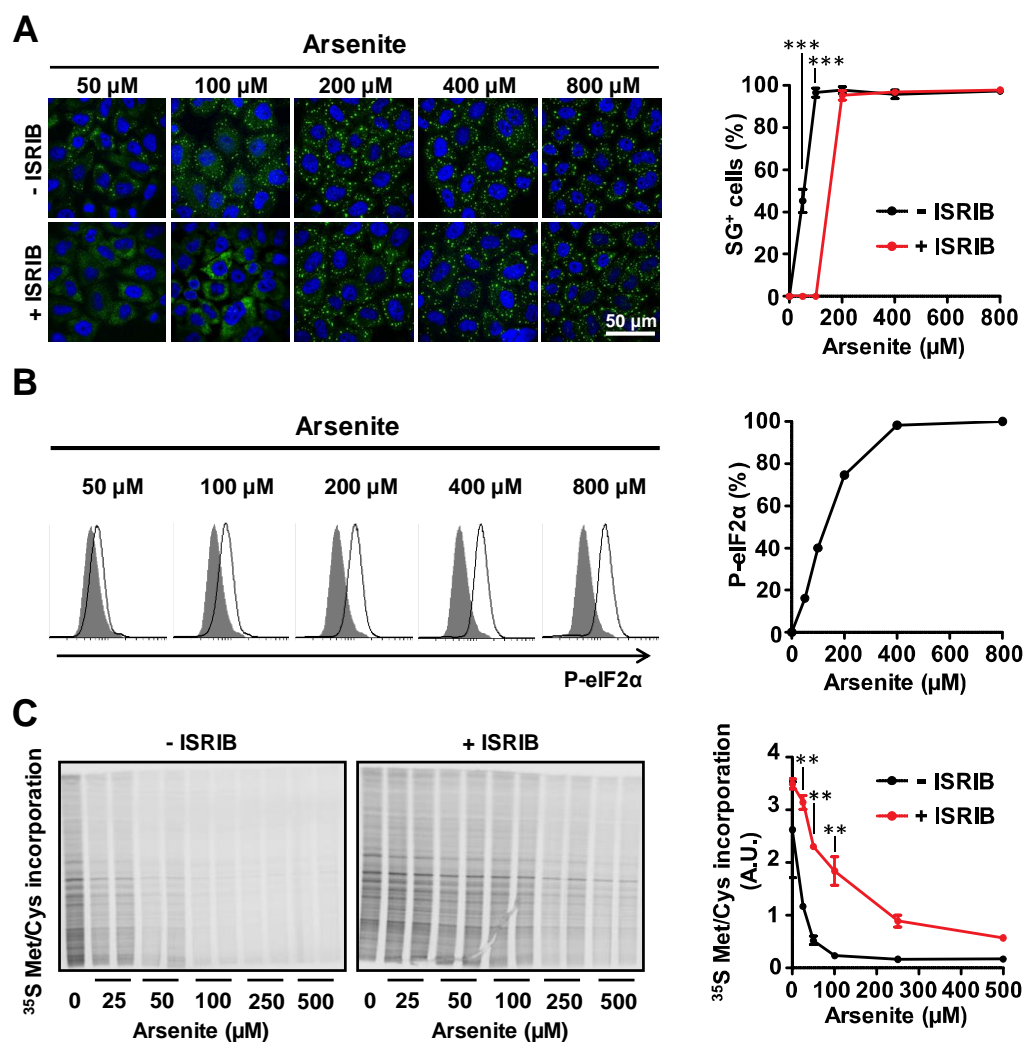 A
Arsenite
50 µM 100 µM 200 µM 400 µM 800 µM
- ISRIB
+ ISRIB
50 µm
*** ***
SG⁺ cells (%)
100
80
60
40
20
0
- ISRIB
+ ISRIB
0 200 400 600 800
Arsenite (µM)
B
Arsenite
50 µM 100 µM 200 µM 400 µM 800 µM
P-eIF2α
P-eIF2α (%)
100
80
60
40
20
0
0 200 400 600 800
Arsenite (µM)
C
- ISRIB + ISRIB
³⁵S Met/Cys incorporation
0 25 50 100 250 500 0 25 50 100 250 500
Arsenite (µM) Arsenite (µM)
³⁵S Met/Cys incorporation
(A.U.)
4
3
2
1
0
** ** **
- ISRIB
+ ISRIB
0 100 200 300 400 500
Arsenite (µM)